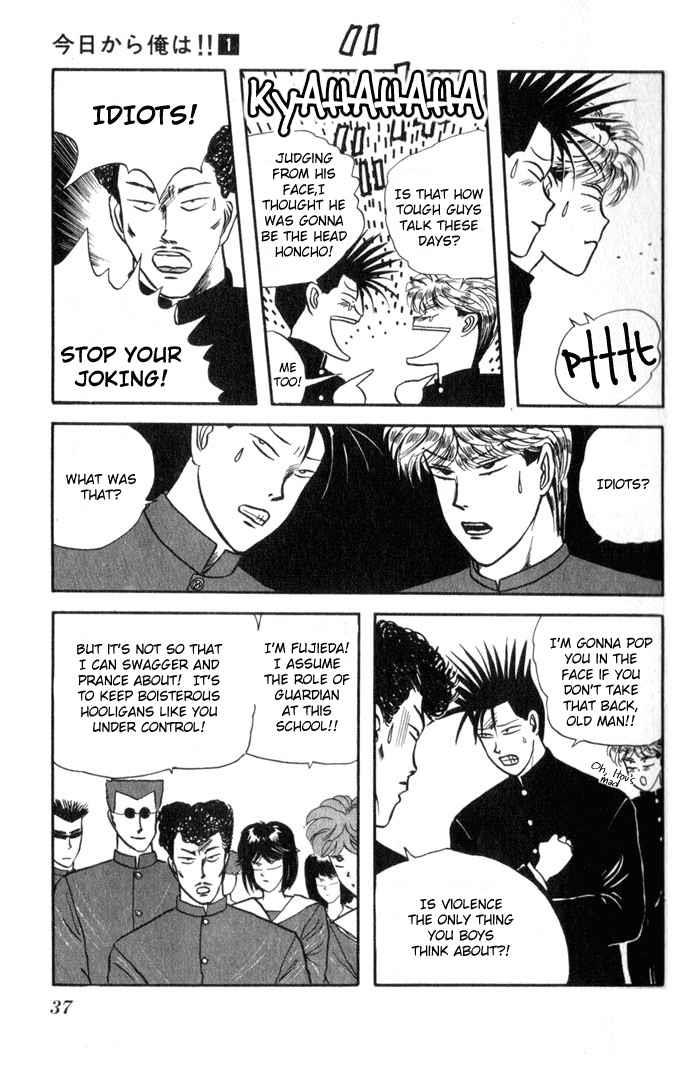 今日から俺は!! 1
pttt
KyAHAHAHA
IS THAT HOW
TOUGH GUYS
TALK THESE
DAYS?
JUDGING
FROM HIS
FACE,I
THOUGHT HE
WAS GONNA
BE THE HEAD
HONCHO!
ME
TOO!
IDIOTS!
STOP YOUR
JOKING!
IDIOTS?
WHAT WAS
THAT?
I'M GONNA POP
YOU IN THE
FACE IF YOU
DON'T TAKE
THAT BACK,
OLD MAN!!
Oh, How's
mad
IS VIOLENCE
THE ONLY THING
YOU BOYS
THINK ABOUT?!
I'M FUJIEDA!
I ASSUME
THE ROLE OF
GUARDIAN
AT THIS
SCHOOL!!
BUT IT'S NOT SO THAT
I CAN SWAGGER AND
PRANCE ABOUT! IT'S
TO KEEP BOISTEROUS
HOOLIGANS LIKE YOU
UNDER CONTROL!
37